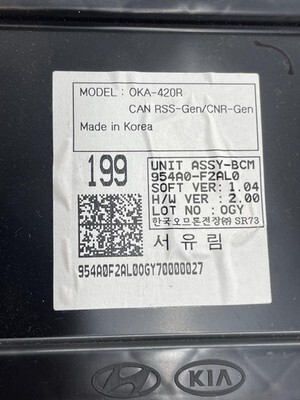 MODEL : OKA-420R
CAN RSS-Gen/CNR-Gen
Made in Korea
199
UNIT ASSY-BCM
954A0-F2AL0
SOFT VER: 1.04
H/W VER : 2.00
LOT NO : OGY
한국오므론전장㈜ SR73
서유림
954A0F2AL0OGY70000027
HYUNDAI
KIA